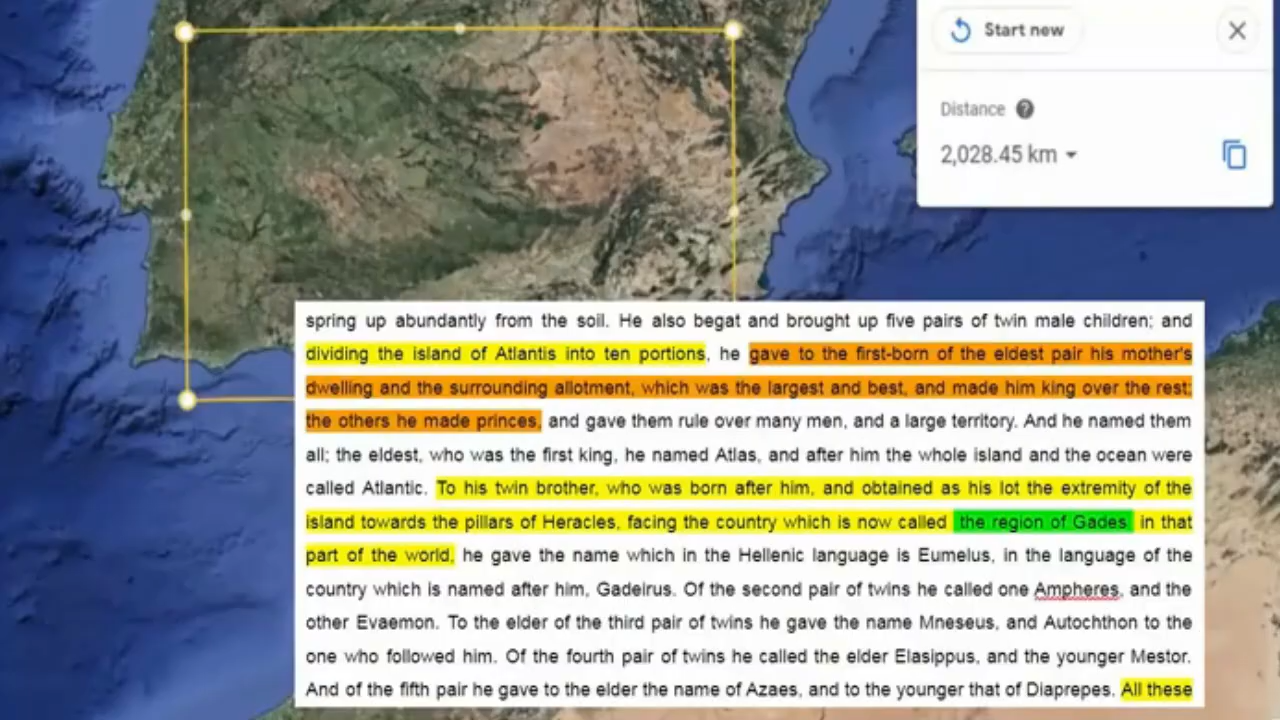 Start new
Distance
2,028.45 km
spring up abundantly from the soil. He also begat and brought up five pairs of twin male children; and
dividing the island of Atlantis into ten portions, he gave to the first-born of the eldest pair his mother's
dwelling and the surrounding allotment, which was the largest and best, and made him king over the rest;
the others he made princes, and gave them rule over many men, and a large territory. And he named them
all; the eldest, who was the first king, he named Atlas, and after him the whole island and the ocean were
called Atlantic. To his twin brother, who was born after him, and obtained as his lot the extremity of the
island towards the pillars of Heracles, facing the country which is now called the region of Gades in that
part of the world, he gave the name which in the Hellenic language is Eumelus, in the language of the
country which is named after him, Gadeirus. Of the second pair of twins he called one Ampheres, and the
other Evaemon. To the elder of the third pair of twins he gave the name Mneseus, and Autochthon to the
one who followed him. Of the fourth pair of twins he called the elder Elasippus, and the younger Mestor.
And of the fifth pair he gave to the elder the name of Azaes, and to the younger that of Diaprepes. All these